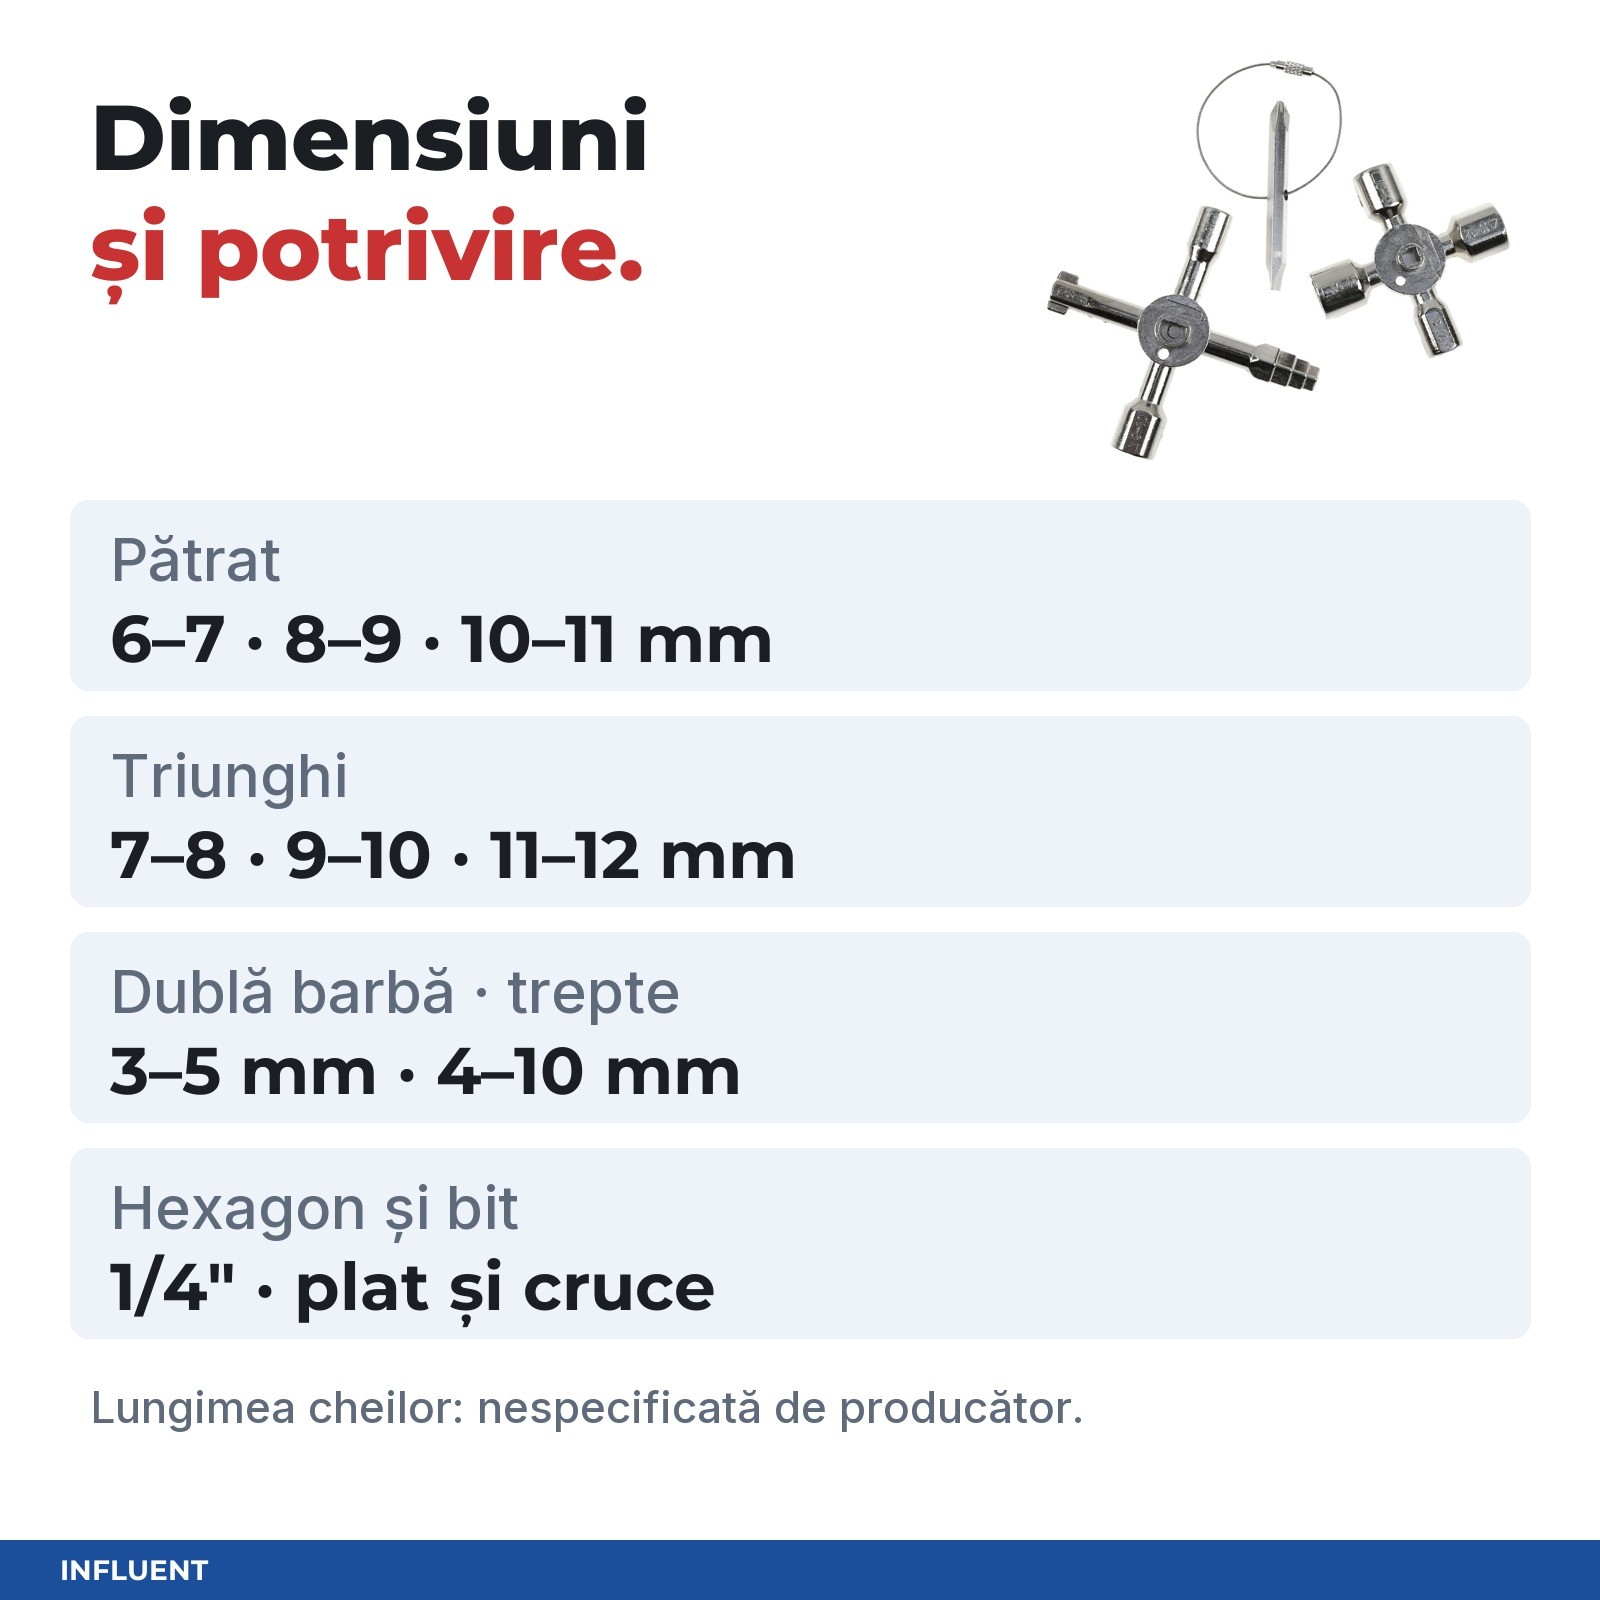 Dimensiuni
și potrivire.
Pătrat
6–7 · 8–9 · 10–11 mm
Triunghi
7–8 · 9–10 · 11–12 mm
Dublă barbă · trepte
3–5 mm · 4–10 mm
Hexagon și bit
1/4" · plat și cruce
Lungimea cheilor: nespecificată de producător.
INFLUENT